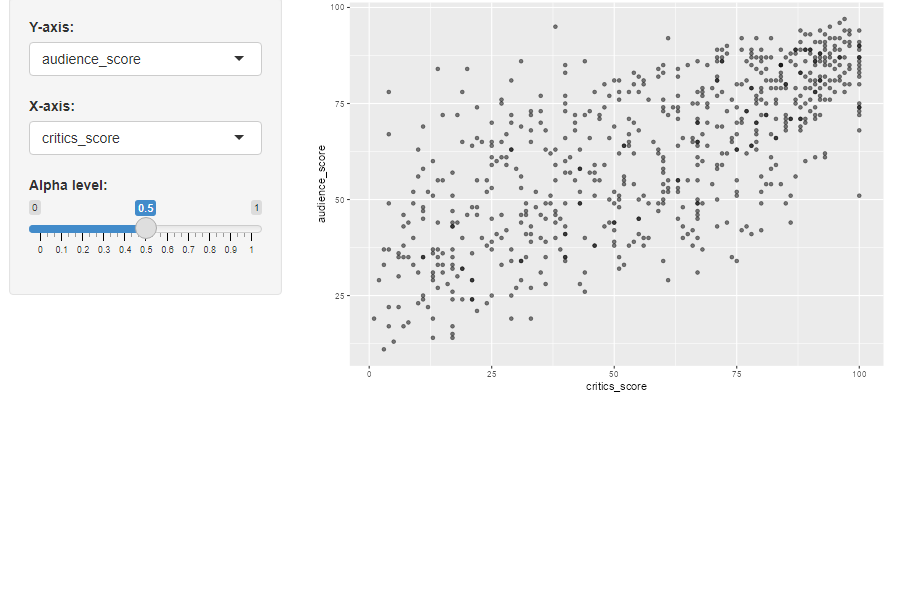 Y-axis:
audience_score
X-axis:
critics_score
Alpha level:
0 0.5 1
0 0.1 0.2 0.3 0.4 0.5 0.6 0.7 0.8 0.9 1
100
75
50
25
audience_score
0 25 50 75 100
critics_score